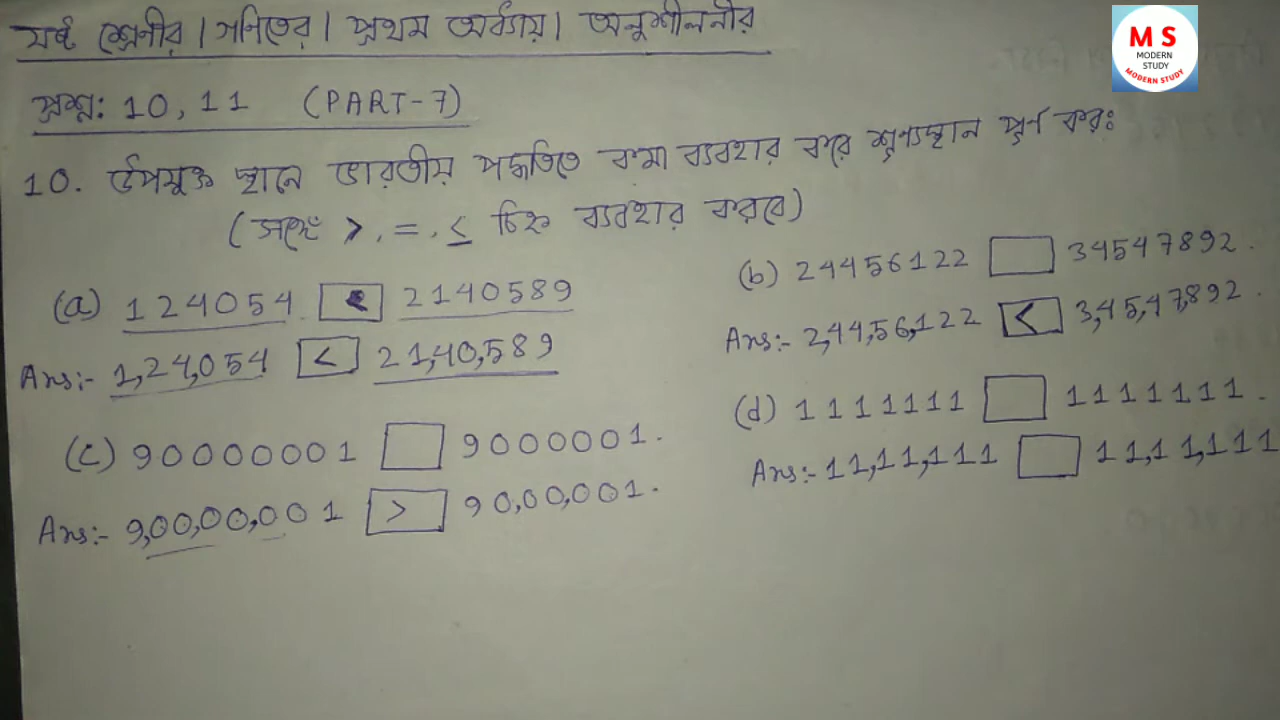 ষষ্ঠ শ্রেণীর । গণিতের । প্রথম অধ্যায় । অনুশীলনীর
M S
MODERN
STUDY
MODERN STUDY
প্রশ্ন: 10, 11 (PART-7)
10. উপযুক্ত স্থানে ভারতীয় পদ্ধতিতে কমা ব্যবহার করে শূণ্যস্থান পূর্ণ কর:
( >, =, < চিহ্ন ব্যবহার করবে)
(a) 124054 < 2140589
Ans:- 1,24,054 < 21,40,589
(b) 24456122 34547892.
Ans:- 2,44,56,122 < 3,45,47,892.
(c) 90000001 9000001.
Ans:- 9,00,00,001 > 90,00,001.
(d) 1111111 1111111.
Ans:- 11,11,111 11,11,111